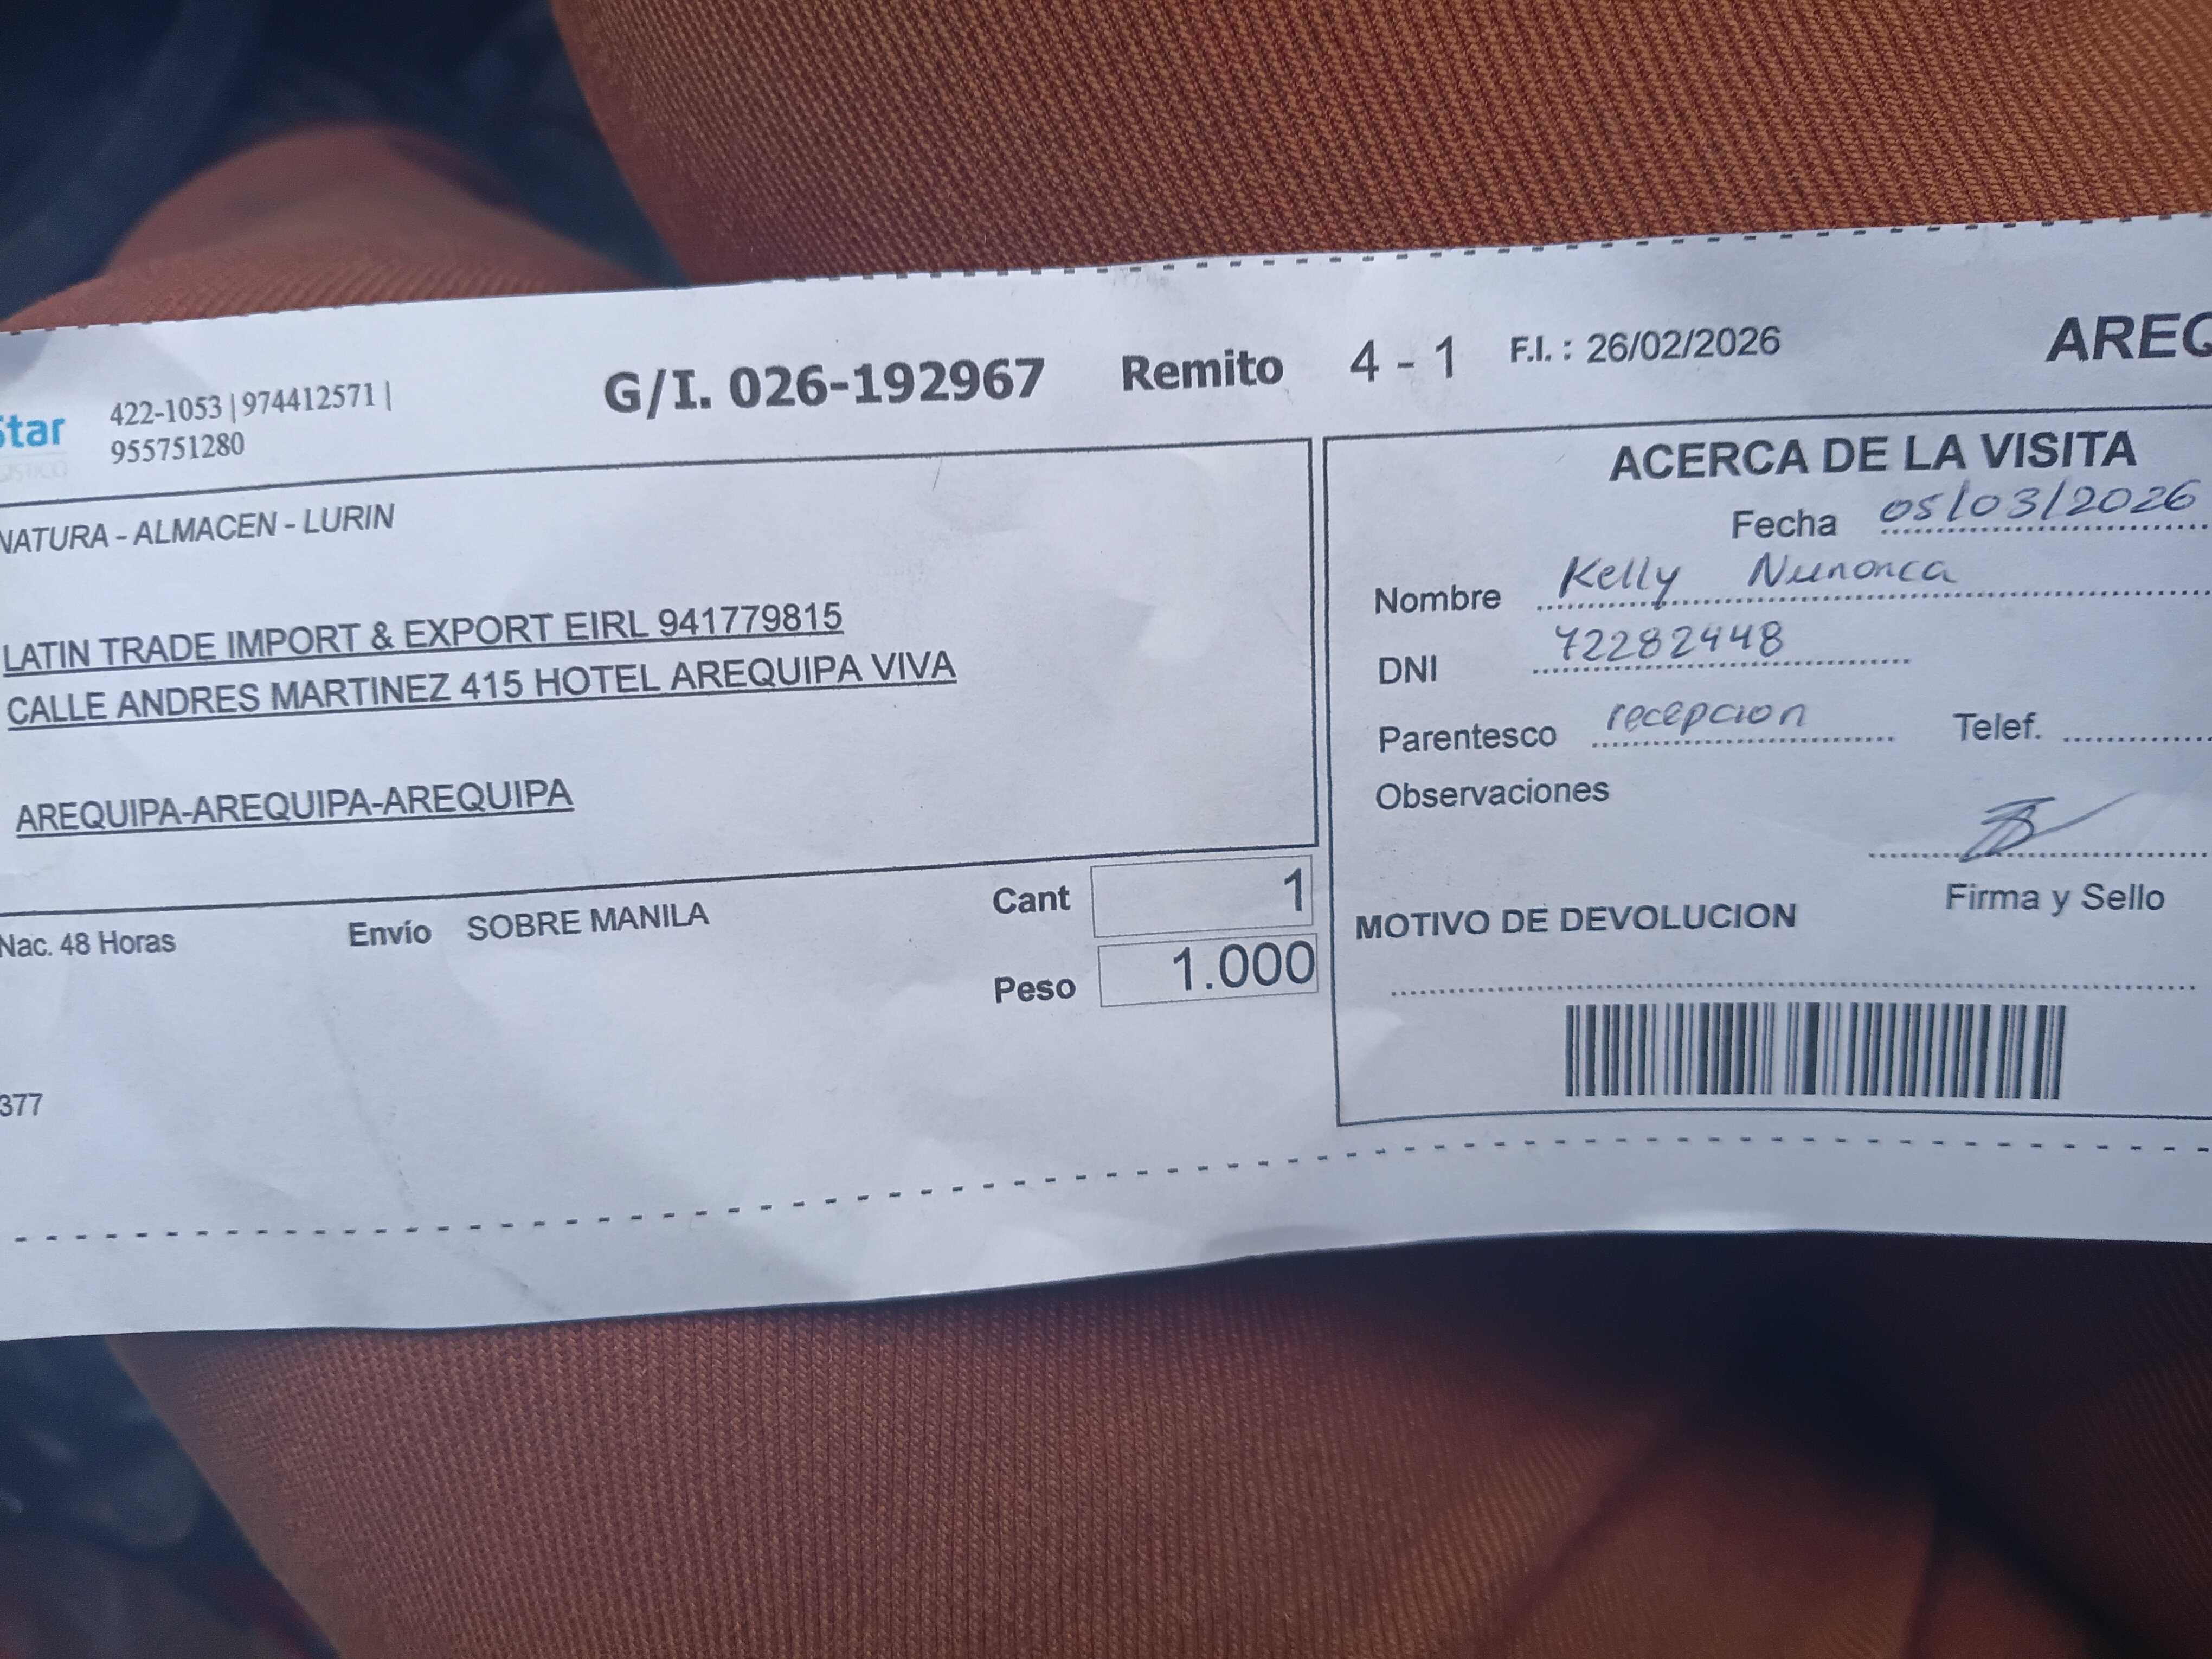 Star
422-1053 | 974412571 |
955751280
G/I. 026-192967 Remito 4 - 1 F.I. : 26/02/2026
NATURA - ALMACEN - LURIN
LATIN TRADE IMPORT & EXPORT EIRL 941779815
CALLE ANDRES MARTINEZ 415 HOTEL AREQUIPA VIVA
AREQUIPA-AREQUIPA-AREQUIPA
Nac. 48 Horas Envío SOBRE MANILA
Cant 1
Peso 1.000
377
ACERCA DE LA VISITA
Fecha 05/03/2026
Nombre Kelly Nunonca
DNI 72282448
Parentesco recepcion Telef.
Observaciones
Firma y Sello
MOTIVO DE DEVOLUCION